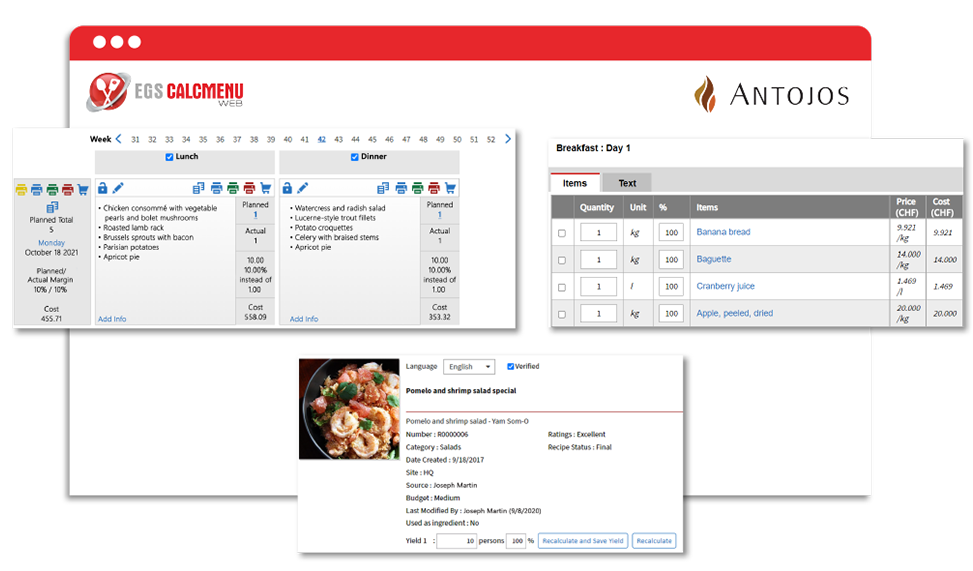 EGS CALCMENU
WEB
ANTOJOS
Week 31 32 33 34 35 36 37 38 39 40 41 42 43 44 45 46 47 48 49 50 51 52
Lunch
Dinner
Planned Total
5
Monday
October 18 2021
Planned/
Actual Margin
10% / 10%
Cost
455.71
• Chicken consommé with vegetable
pearls and bolet mushrooms
• Roasted lamb rack
• Brussels sprouts with bacon
• Parisian potatoes
• Apricot pie
Add Info
Planned
1
Actual
1
10.00
10.00%
instead of
1.00
Cost
558.09
• Watercress and radish salad
• Lucerne-style trout fillets
• Potato croquettes
• Celery with braised stems
• Apricot pie
Add Info
Planned
1
Actual
1
10.00
10.00%
instead of
1.00
Cost
353.32
Breakfast : Day 1
Items Text
Quantity Unit % Items Price (CHF) Cost (CHF)
1 kg 100 Banana bread 9.921 /kg 9.921
1 kg 100 Baguette 14.000 /kg 14.000
1 l 100 Cranberry juice 1.469 /l 1.469
1 kg 100 Apple, peeled, dried 20.000 /kg 20.000
Language English Verified
Pomelo and shrimp salad special
Pomelo and shrimp salad - Yam Som-O
Number : R0000006 Ratings : Excellent
Category : Salads Recipe Status : Final
Date Created : 9/18/2017
Site : HQ
Source : Joseph Martin
Budget : Medium
Last Modified By : Joseph Martin (9/8/2020)
Used as ingredient : No
Yield 1 : 10 persons 100 % Recalculate and Save Yield Recalculate